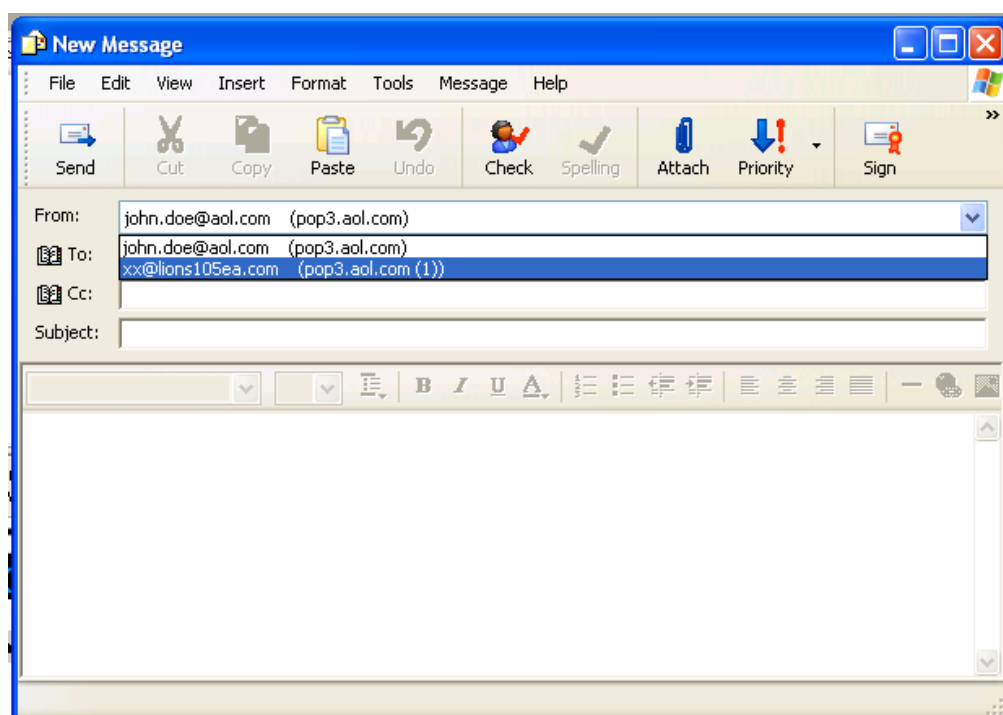 New Message
File Edit View Insert Format Tools Message Help
»
Send Cut Copy Paste Undo Check Spelling Attach Priority Sign
From: john.doe@aol.com (pop3.aol.com)
john.doe@aol.com (pop3.aol.com)
To:
xx@lions105ea.com (pop3.aol.com (1))
Cc:
Subject:
B I U A